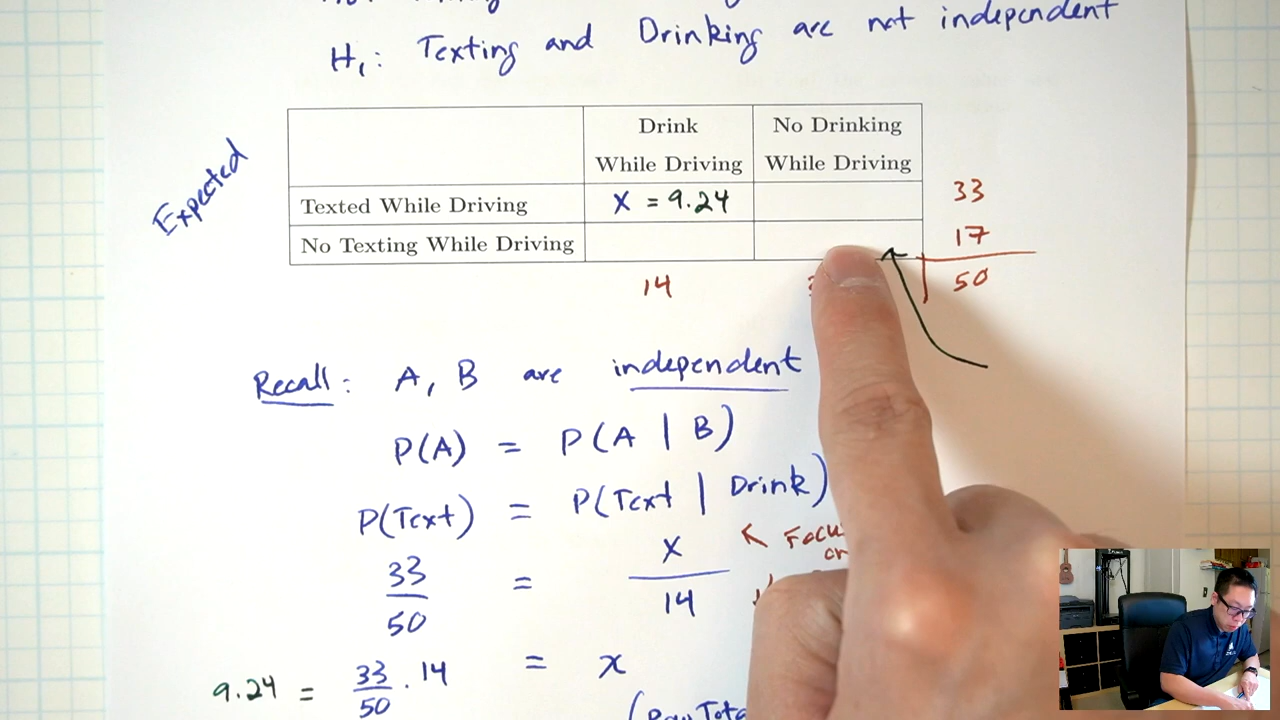 H₁: Texting and Drinking are not independent
Expected
Drink While Driving
No Drinking While Driving
Texted While Driving X = 9.24 33
No Texting While Driving 17
14 50
Recall: A, B are independent
P(A) = P(A | B)
P(Text) = P(Text | Drink)
33/50 = X/14
9.24 = 33/50 · 14 = x